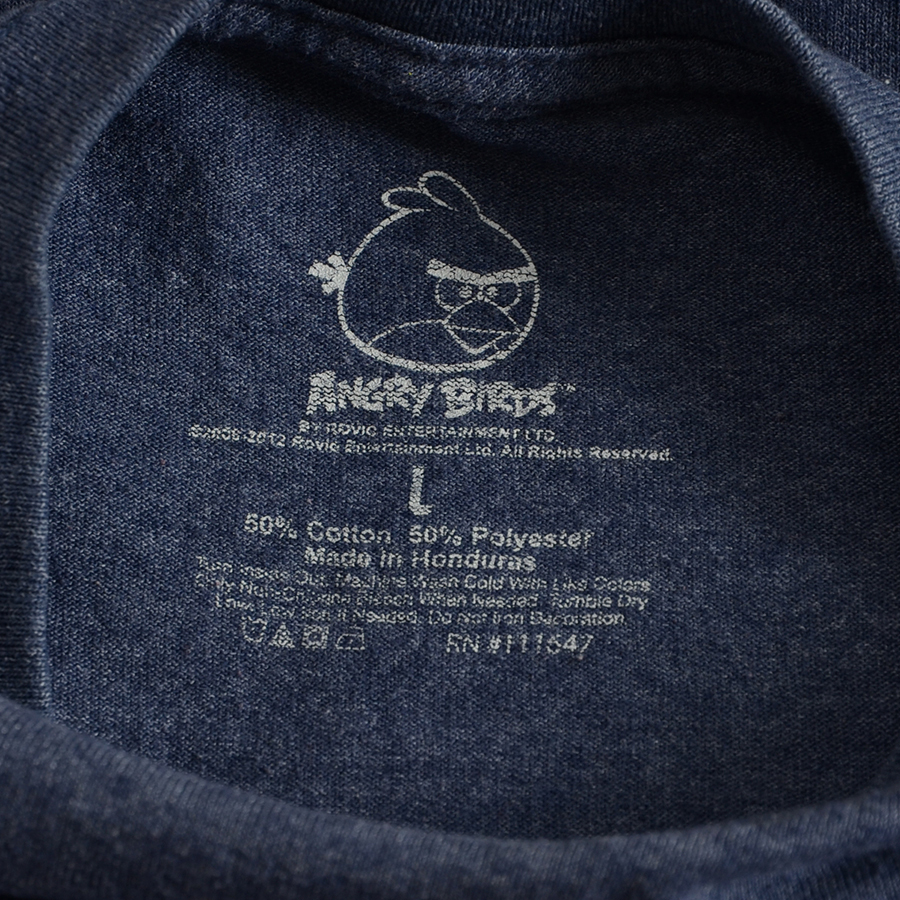 ANGRY BIRDS™
BY ROVIO ENTERTAINMENT LTD
©2009-2012 Rovio Entertainment Ltd. All Rights Reserved.
L
50% Cotton 50% Polyester
Made in Honduras
Turn Inside Out, Machine Wash Cold With Like Colors
Only Non-Chlorine Bleach When Needed, Tumble Dry
Low, Low Iron If Needed, Do Not Iron Decoration
RN #111547